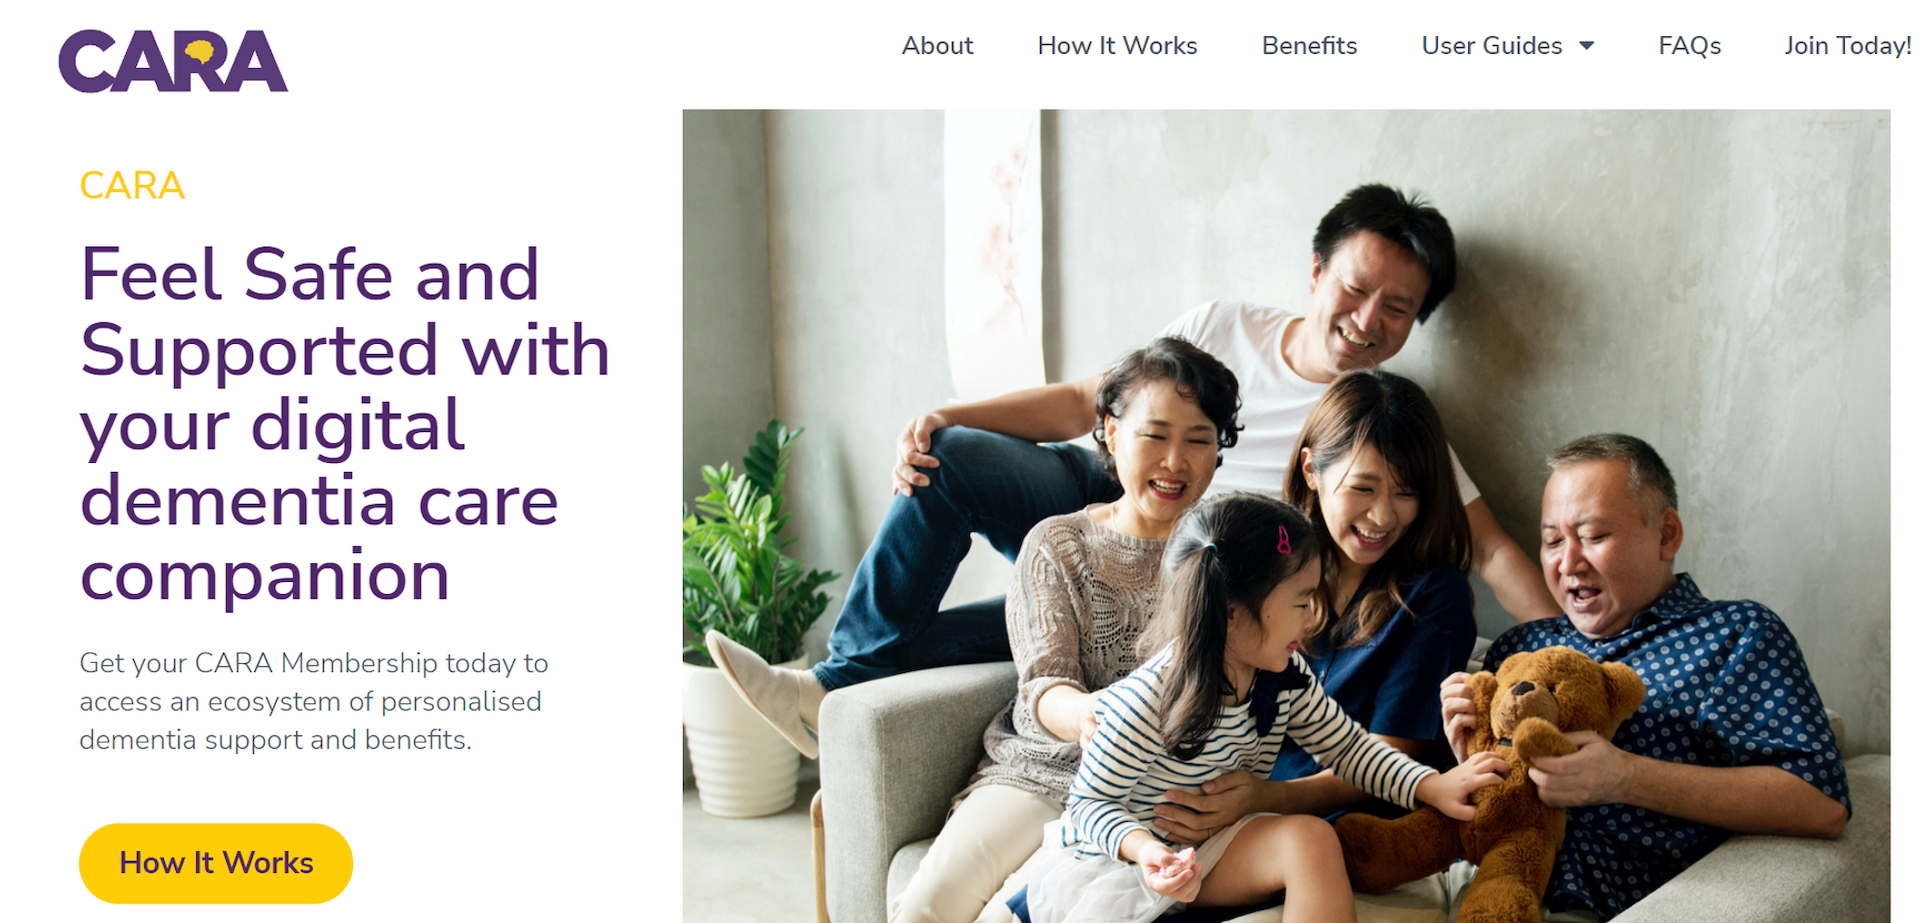 CARA
About
How It Works
Benefits
User Guides
FAQs
Join Today!
CARA
Feel Safe and
Supported with
your digital
dementia care
companion
Get your CARA Membership today to
access an ecosystem of personalised
dementia support and benefits.
How It Works